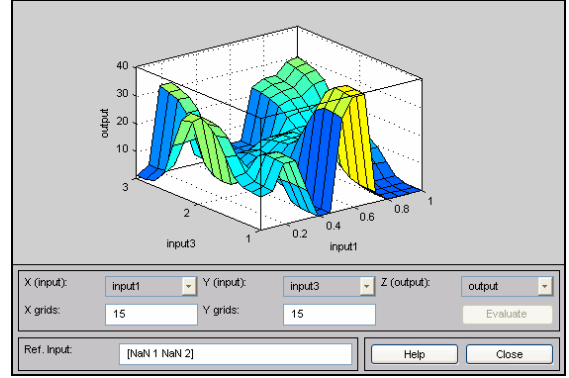 40
30
20
10
output
3
2
1
input3
0.2
0.4
0.6
0.8
1
input1
X (input): input1 Y (input): input3 Z (output): output
X grids: 15 Y grids: 15 Evaluate
Ref. Input: [NaN 1 NaN 2] Help Close